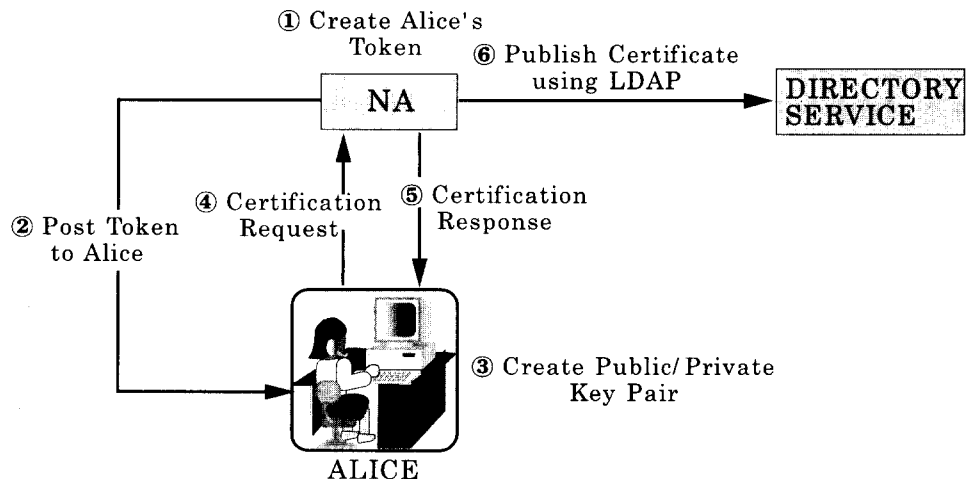 ① Create Alice's
Token
⑥ Publish Certificate
using LDAP
NA
DIRECTORY
SERVICE
④ Certification
Request
⑤ Certification
Response
② Post Token
to Alice
③ Create Public/Private
Key Pair
ALICE